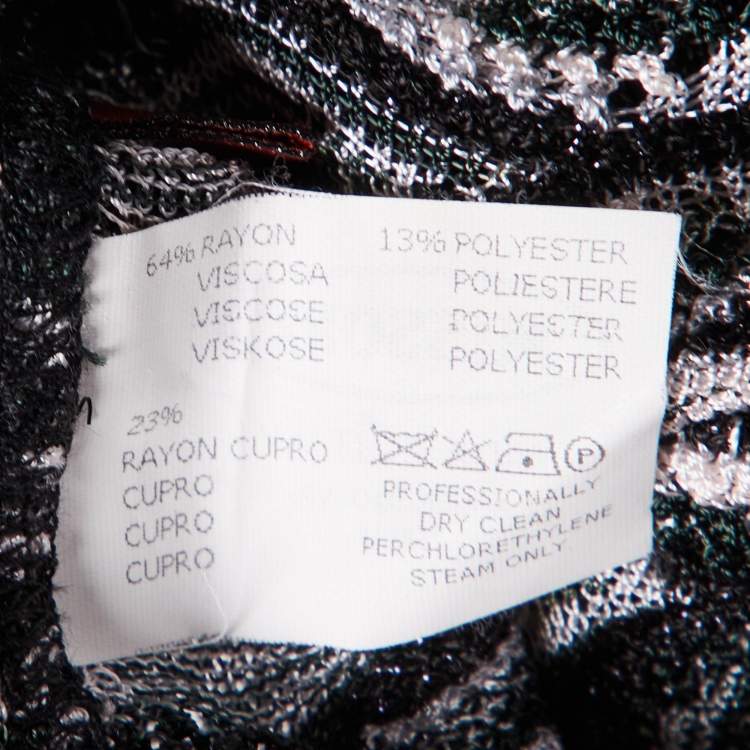 64% RAYON
VISCOSA
VISCOSE
VISKOSE
13% POLYESTER
POLIESTERE
POLYESTER
POLYESTER
23%
RAYON CUPRO
CUPRO
CUPRO
CUPRO
P
PROFESSIONALLY
DRY CLEAN
PERCHLORETHYLENE
STEAM ONLY